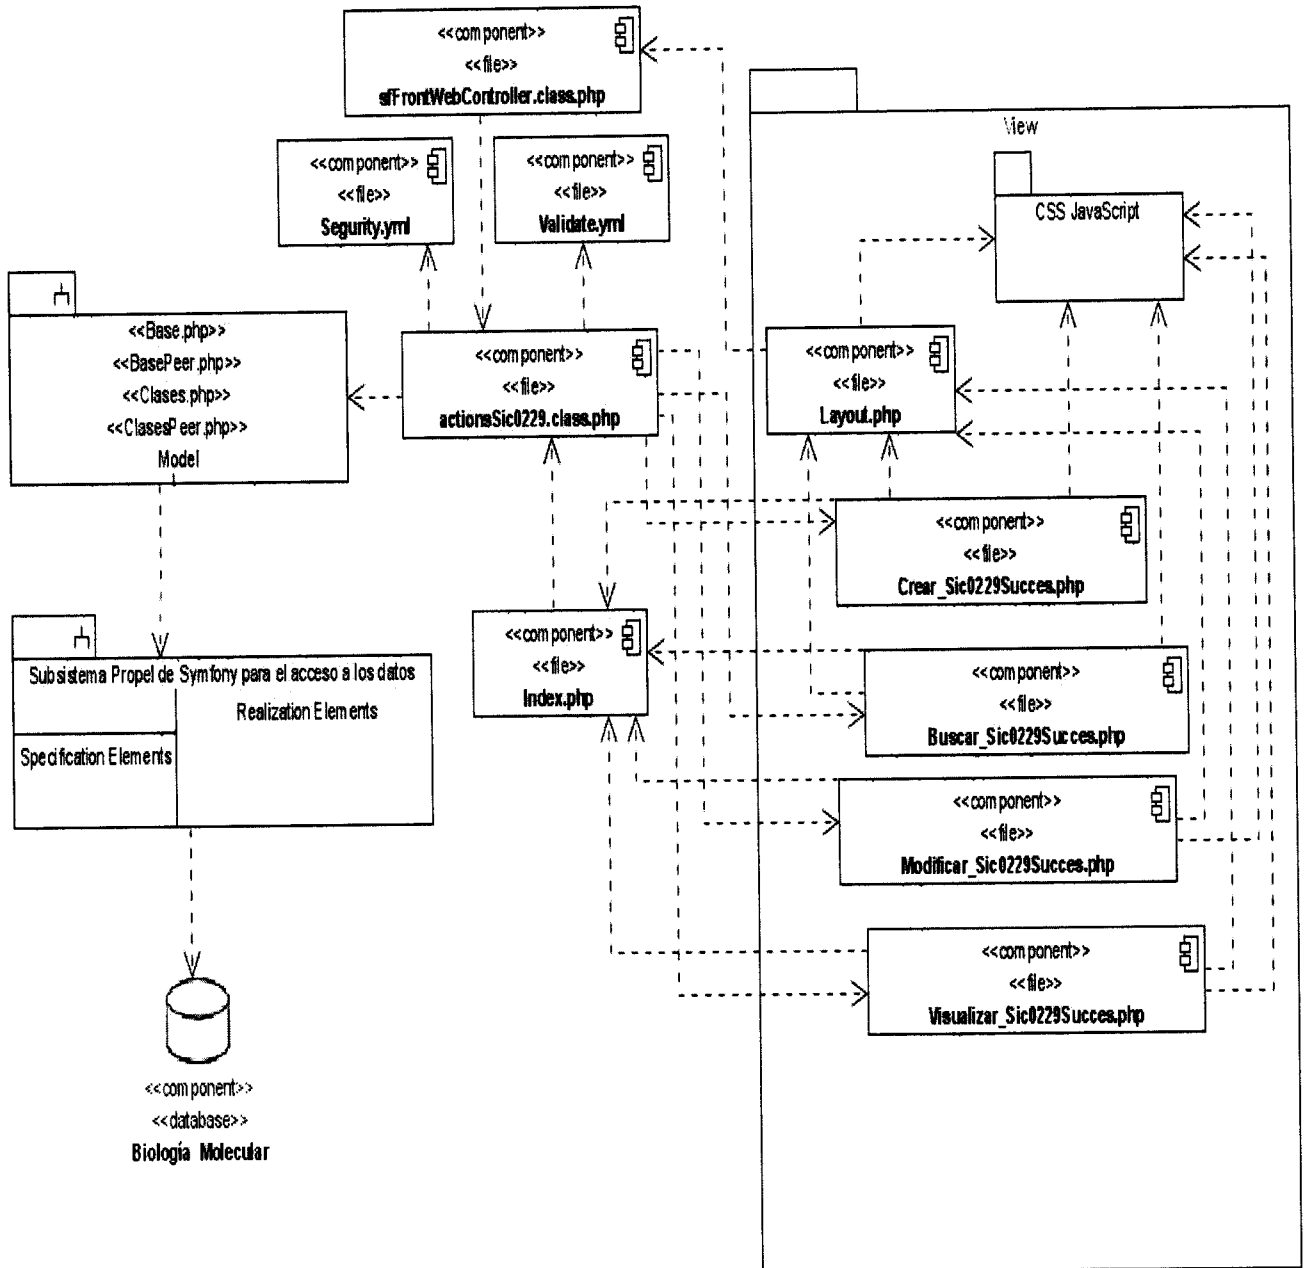 <<component>>
<<file>>
sfFrontWebController.class.php
<<component>>
<<file>>
Segurity.yml
<<component>>
<<file>>
Validate.yml
View
CSS JavaScript
<<Base.php>>
<<BasePeer.php>>
<<Clases.php>>
<<ClasesPeer.php>>
Model
<<component>>
<<file>>
actionsSic0229.class.php
<<component>>
<<file>>
Layout.php
<<component>>
<<file>>
Crear_Sic0229Succes.php
<<component>>
<<file>>
Index.php
<<component>>
<<file>>
Buscar_Sic0229Succes.php
Subsistema Propel de Symfony para el acceso a los datos
Realization Elements
Specification Elements
<<component>>
<<file>>
Modificar_Sic0229Succes.php
<<component>>
<<file>>
Visualizar_Sic0229Succes.php
<<component>>
<<database>>
Biología Molecular